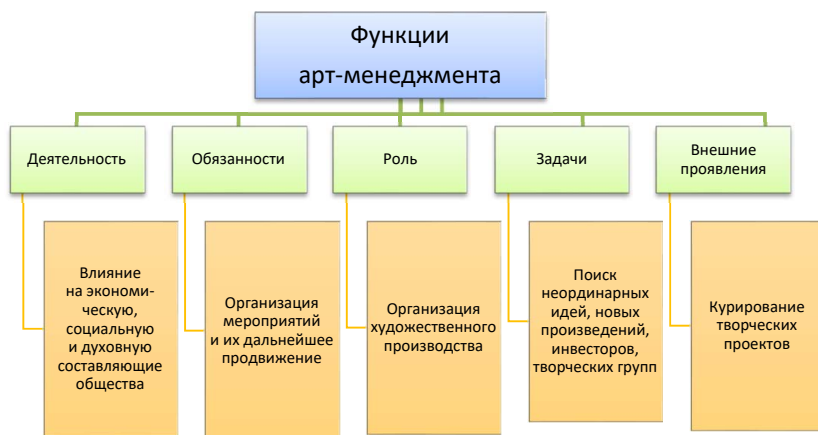 Функции
арт-менеджмента
Деятельность
Обязанности
Роль
Задачи
Внешние
проявления
Влияние
на экономи-
ческую,
социальную
и духовную
составляющие
общества
Организация
мероприятий
и их дальнейшее
продвижение
Организация
художественного
производства
Поиск
неординарных
идей, новых
произведений,
инвесторов,
творческих групп
Курирование
творческих
проектов